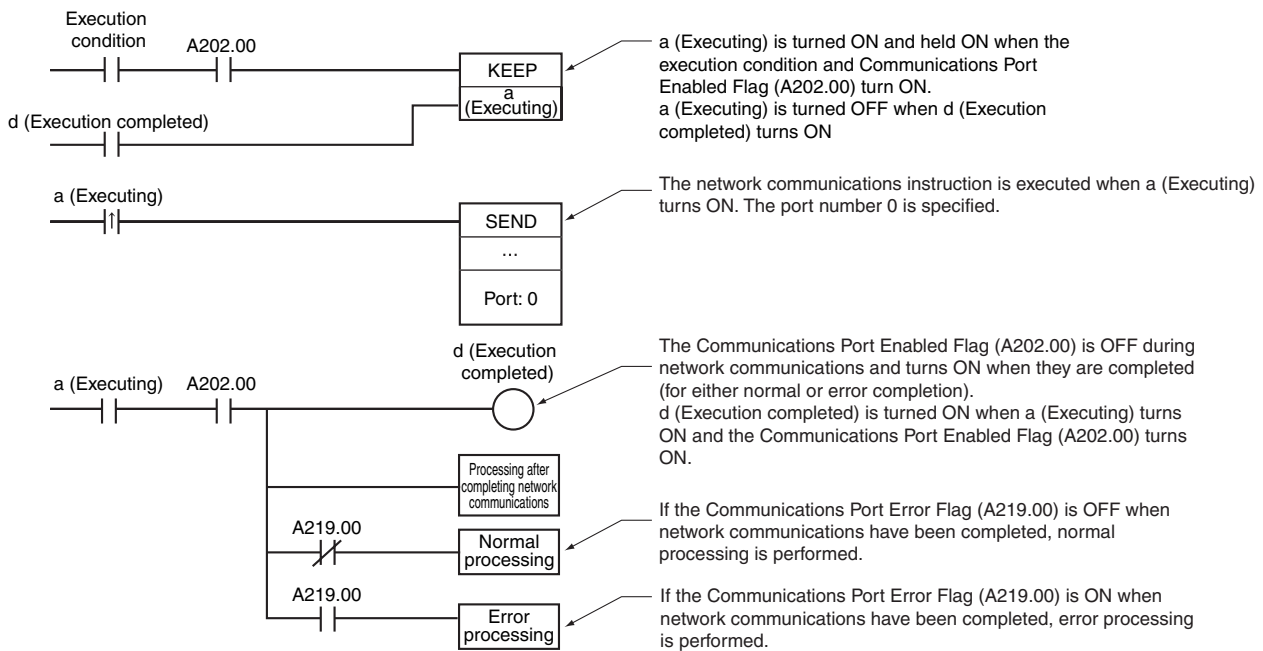 Execution
condition
A202.00
KEEP
a
(Executing)
d (Execution completed)
a (Executing) is turned ON and held ON when the
execution condition and Communications Port
Enabled Flag (A202.00) turn ON.
a (Executing) is turned OFF when d (Execution
completed) turns ON
a (Executing)
↑
SEND
...
Port: 0
The network communications instruction is executed when a (Executing)
turns ON. The port number 0 is specified.
d (Execution
completed)
a (Executing)
A202.00
The Communications Port Enabled Flag (A202.00) is OFF during
network communications and turns ON when they are completed
(for either normal or error completion).
d (Execution completed) is turned ON when a (Executing) turns
ON and the Communications Port Enabled Flag (A202.00) turns
ON.
Processing after
completing network
communications
A219.00
Normal
processing
If the Communications Port Error Flag (A219.00) is OFF when
network communications have been completed, normal
processing is performed.
A219.00
Error
processing
If the Communications Port Error Flag (A219.00) is ON when
network communications have been completed, error processing
is performed.